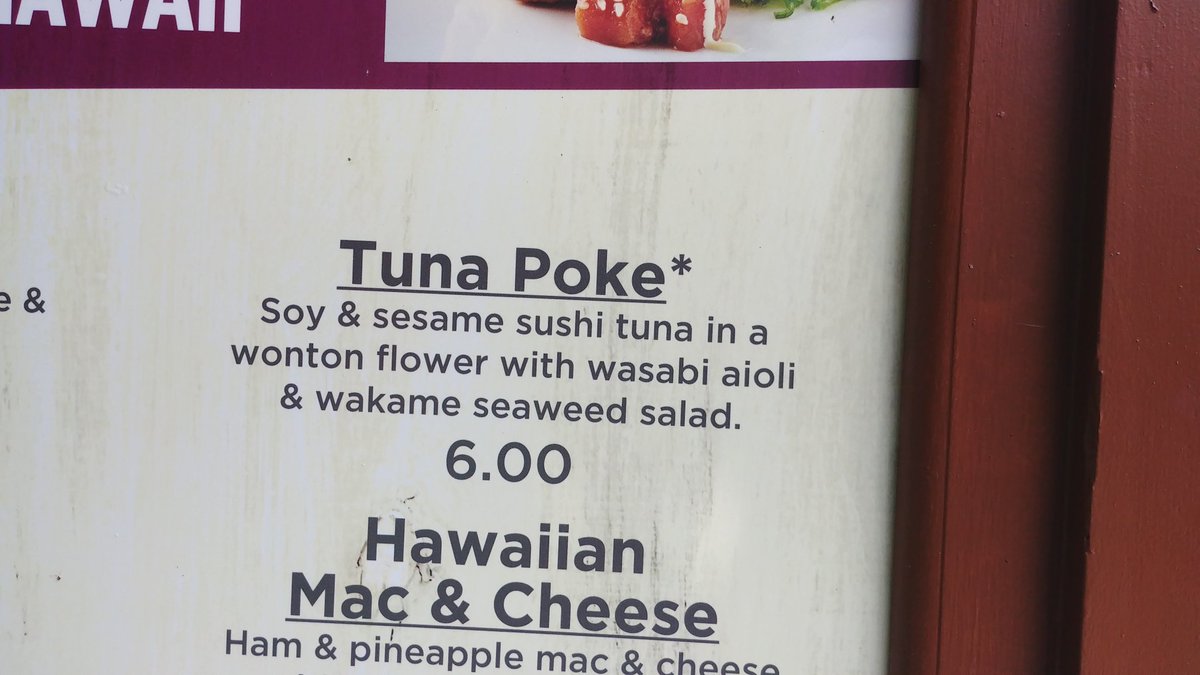 HAWAII
Tuna Poke*
e &
Soy & sesame sushi tuna in a
wonton flower with wasabi aioli
& wakame seaweed salad.
6.00
Hawaiian
Mac & Cheese
Ham & pineapple mac & cheese